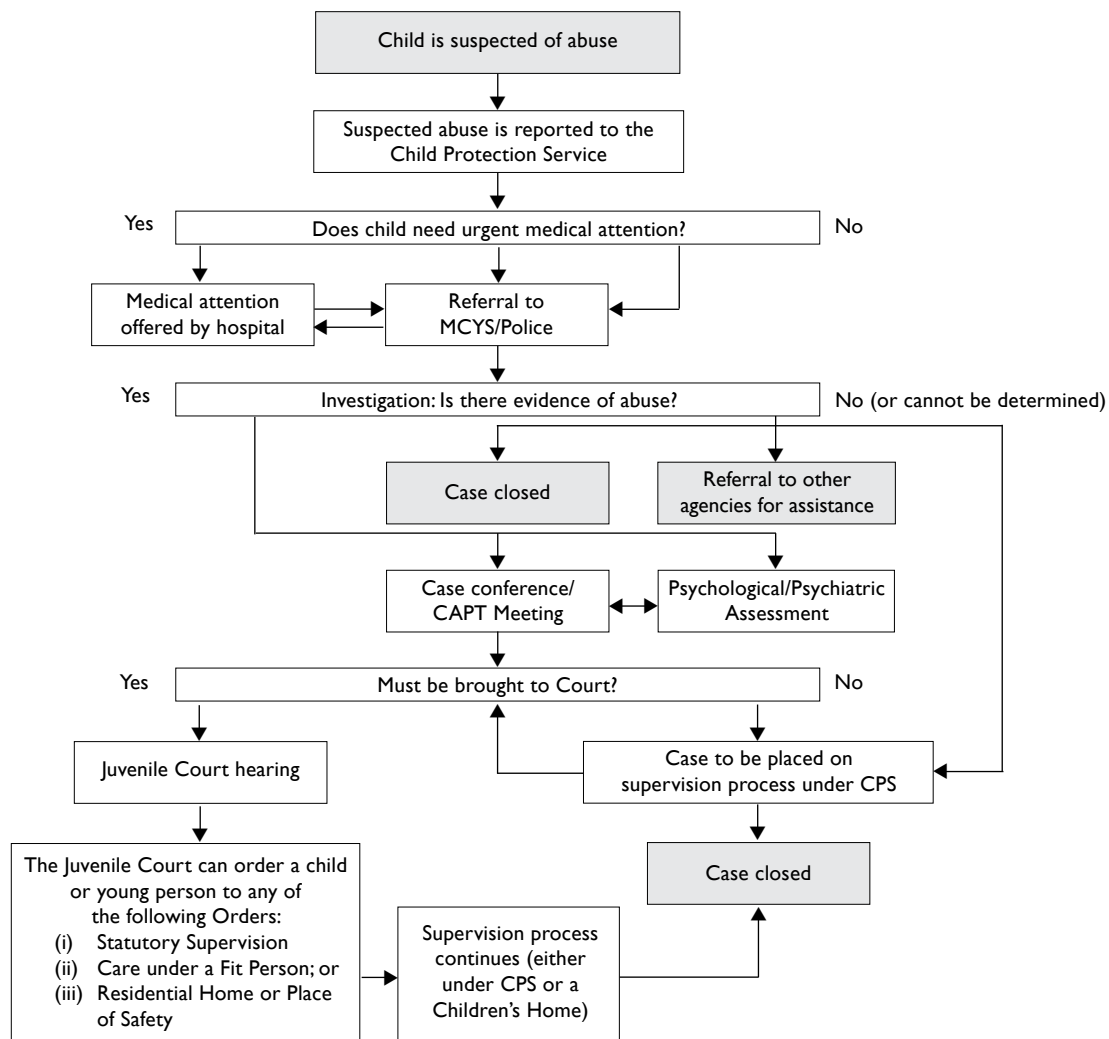 Child is suspected of abuse
Suspected abuse is reported to the
Child Protection Service
Yes
Does child need urgent medical attention?
No
Medical attention
offered by hospital
Referral to
MCYS/Police
Yes
Investigation: Is there evidence of abuse?
No (or cannot be determined)
Case closed
Referral to other
agencies for assistance
Case conference/
CAPT Meeting
Psychological/Psychiatric
Assessment
Yes
Must be brought to Court?
No
Juvenile Court hearing
Case to be placed on
supervision process under CPS
The Juvenile Court can order a child
or young person to any of
the following Orders:
(i) Statutory Supervision
(ii) Care under a Fit Person; or
(iii) Residential Home or Place
of Safety
Supervision process
continues (either
under CPS or a
Children's Home)
Case closed